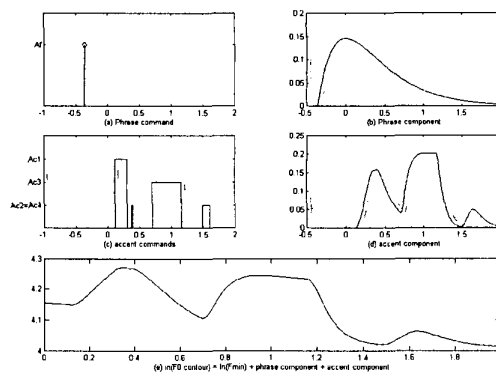 Af
-1 -0.5 0 0.5 1 1.5 2
(a) Phrase command
0.2
0.15
0.1
0.05
0
-0.5 0 0.5 1 1.5
(b) Phrase component
Ac1
Ac3
Ac2=Ac4
-1 -0.5 0 0.5 1 1.5 2
(c) accent commands
0.25
0.2
0.15
0.1
0.05
0
-0.5 0 0.5 1 1.5
(d) accent component
4.3
4.2
4.1
4
0 0.2 0.4 0.6 0.8 1 1.2 1.4 1.6 1.8
(e) ln(F0 contour) = ln(Fmin) + phrase component + accent component